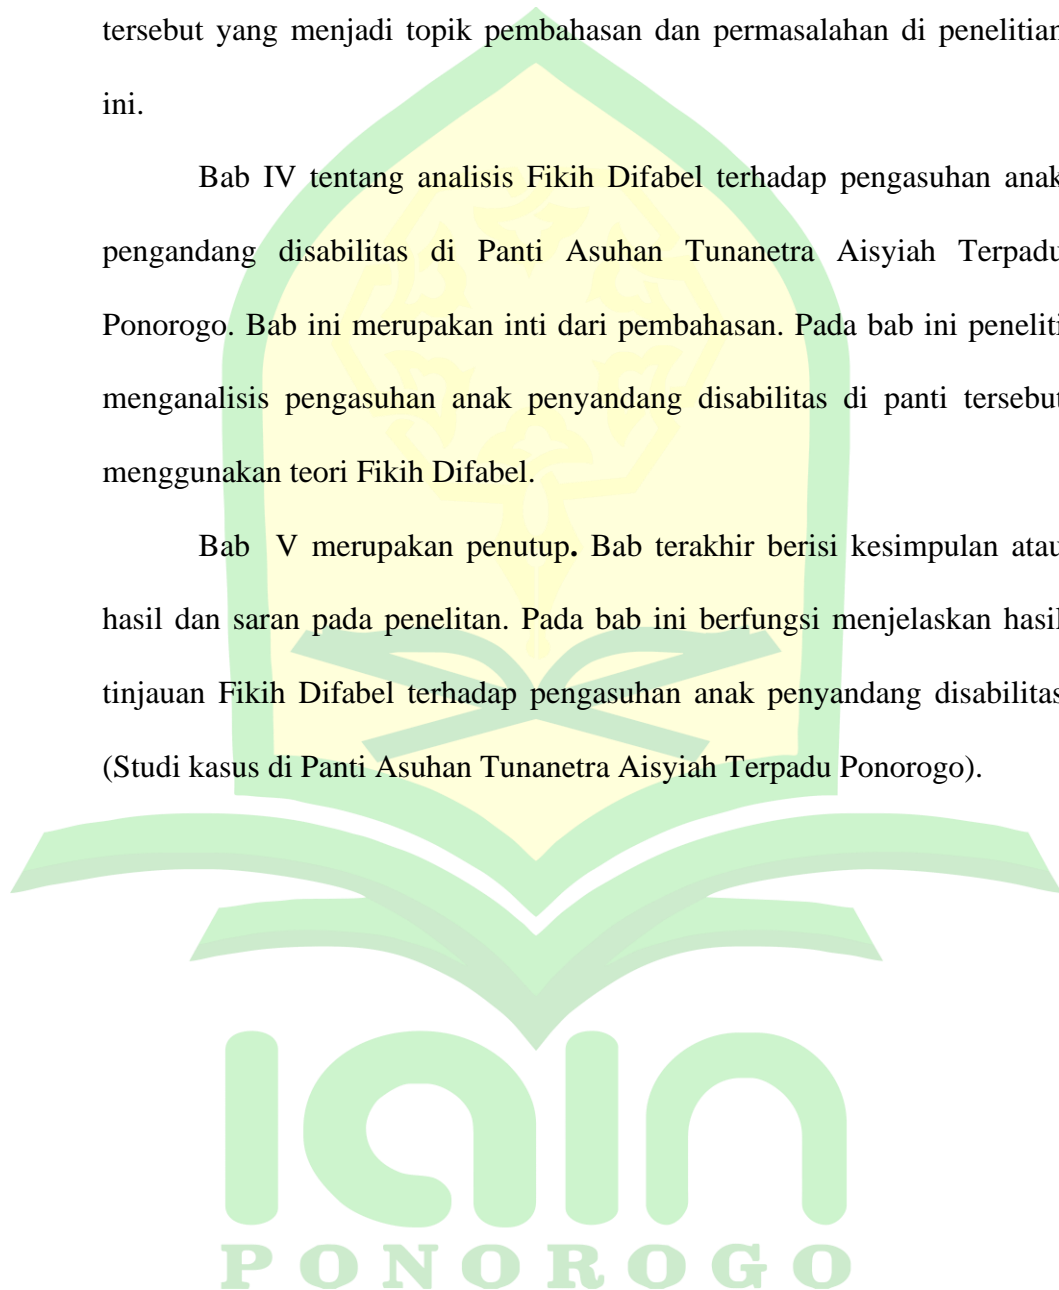 tersebut yang menjadi topik pembahasan dan permasalahan di penelitian
ini.
Bab IV tentang analisis Fikih Difabel terhadap pengasuhan anak
pengandang disabilitas di Panti Asuhan Tunanetra Aisyiah Terpadu
Ponorogo. Bab ini merupakan inti dari pembahasan. Pada bab ini peneliti
menganalisis pengasuhan anak penyandang disabilitas di panti tersebut
menggunakan teori Fikih Difabel.
Bab V merupakan penutup. Bab terakhir berisi kesimpulan atau
hasil dan saran pada penelitan. Pada bab ini berfungsi menjelaskan hasil
tinjauan Fikih Difabel terhadap pengasuhan anak penyandang disabilitas
(Studi kasus di Panti Asuhan Tunanetra Aisyiah Terpadu Ponorogo).
iain
PONOROGO